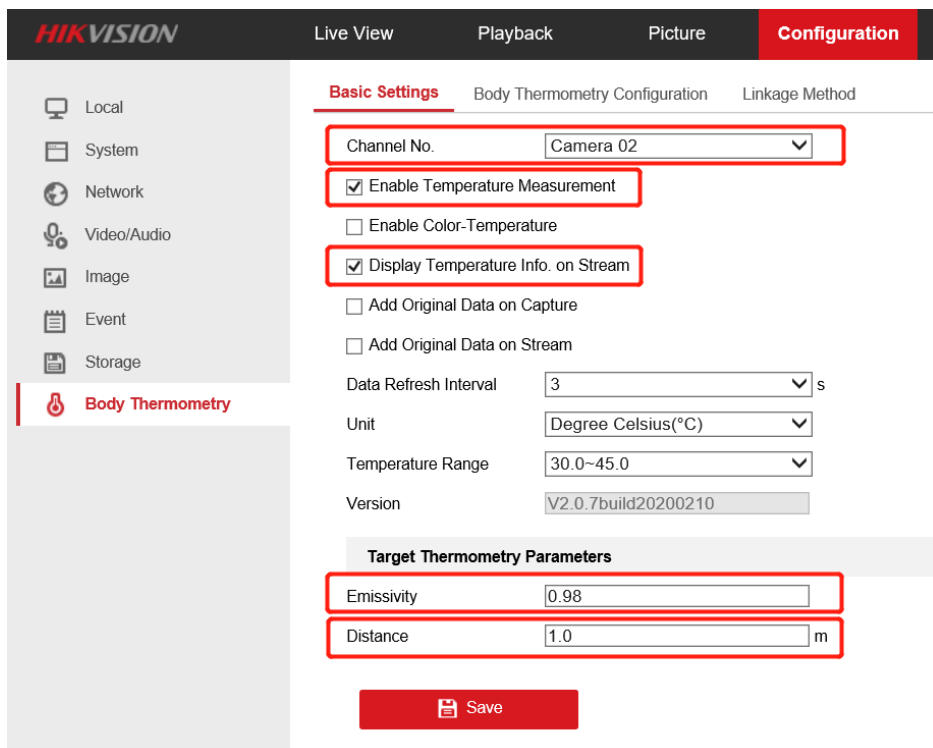 HIKVISION Live View Playback Picture Configuration
Local
System
Network
Video/Audio
Image
Event
Storage
Body Thermometry
Basic Settings Body Thermometry Configuration Linkage Method
Channel No. Camera 02
Enable Temperature Measurement
Enable Color-Temperature
Display Temperature Info. on Stream
Add Original Data on Capture
Add Original Data on Stream
Data Refresh Interval 3 s
Unit Degree Celsius(°C)
Temperature Range 30.0~45.0
Version V2.0.7build20200210
Target Thermometry Parameters
Emissivity 0.98
Distance 1.0 m
Save